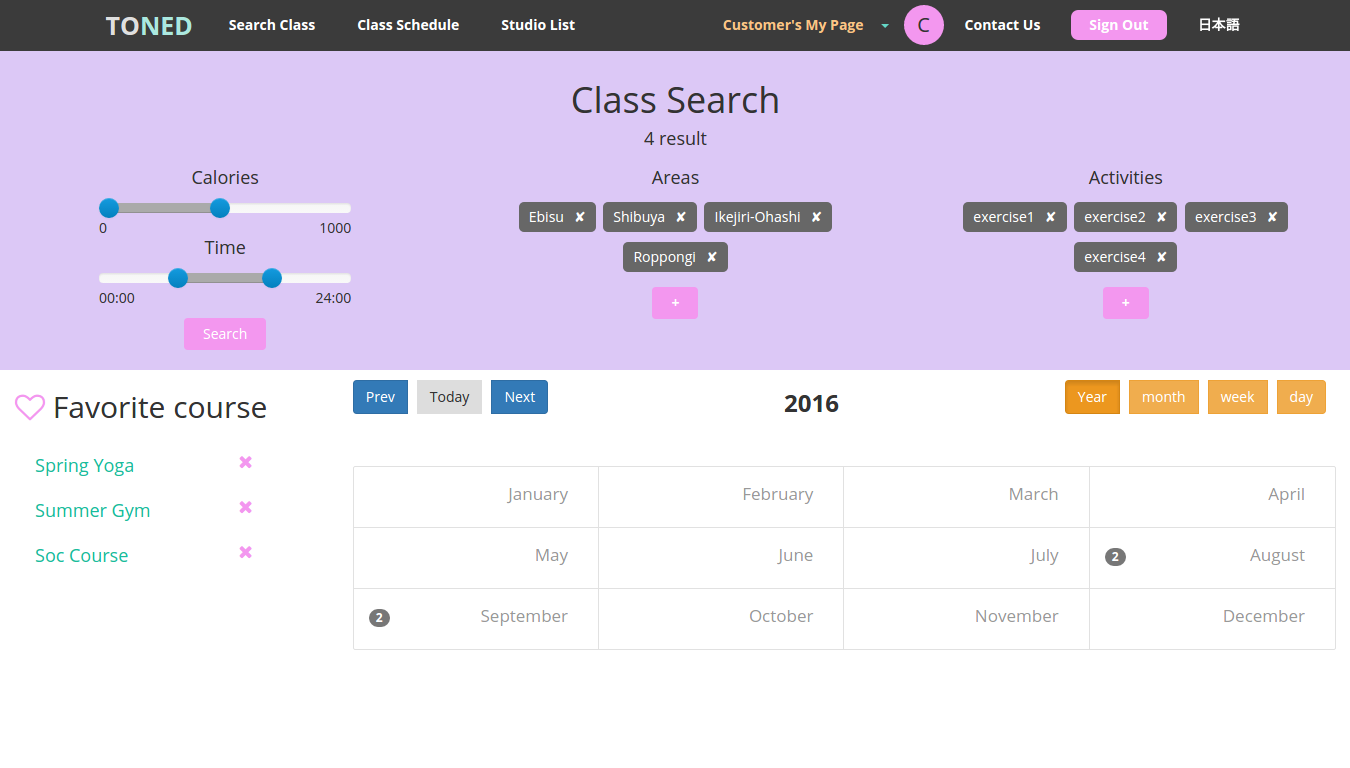 TONED Search Class Class Schedule Studio List Customer's My Page C Contact Us Sign Out 日本語
Class Search
4 result
Calories
0 1000
Time
00:00 24:00
Search
Areas
Ebisu ✘ Shibuya ✘ Ikejiri-Ohashi ✘
Roppongi ✘
+
Activities
exercise1 ✘ exercise2 ✘ exercise3 ✘
exercise4 ✘
+
Favorite course
Spring Yoga
Summer Gym
Soc Course
Prev Today Next 2016 Year month week day
January February March April
May June July 2 August
2 September October November December